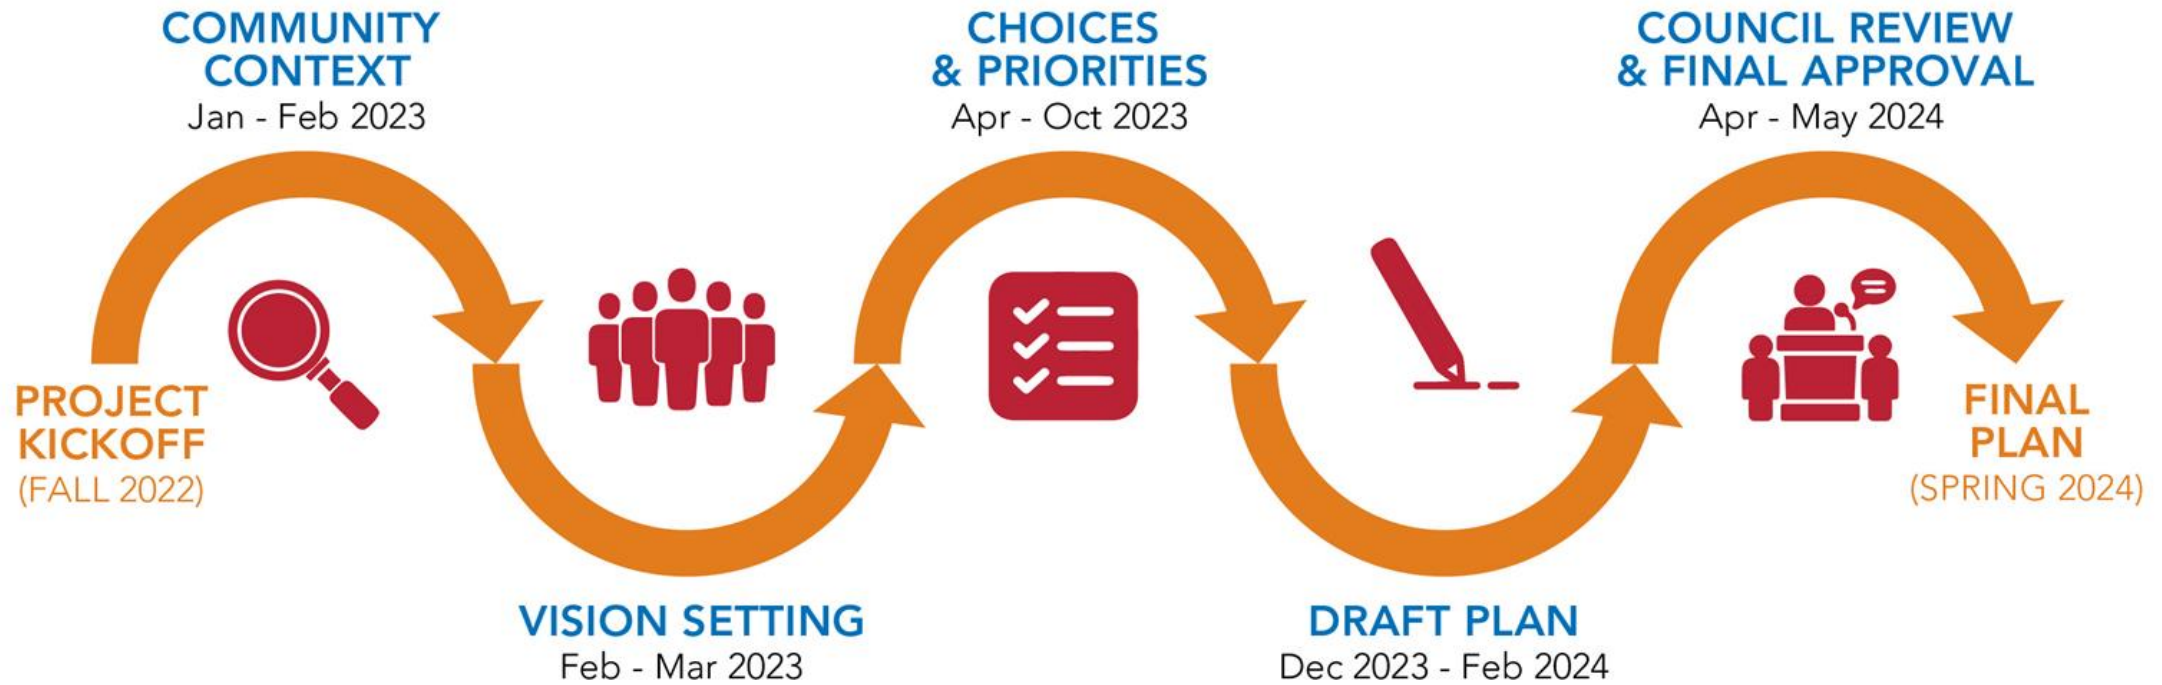 COMMUNITY
CONTEXT
Jan - Feb 2023
CHOICES
& PRIORITIES
Apr - Oct 2023
COUNCIL REVIEW
& FINAL APPROVAL
Apr - May 2024
PROJECT
KICKOFF
(FALL 2022)
FINAL
PLAN
(SPRING 2024)
VISION SETTING
Feb - Mar 2023
DRAFT PLAN
Dec 2023 - Feb 2024